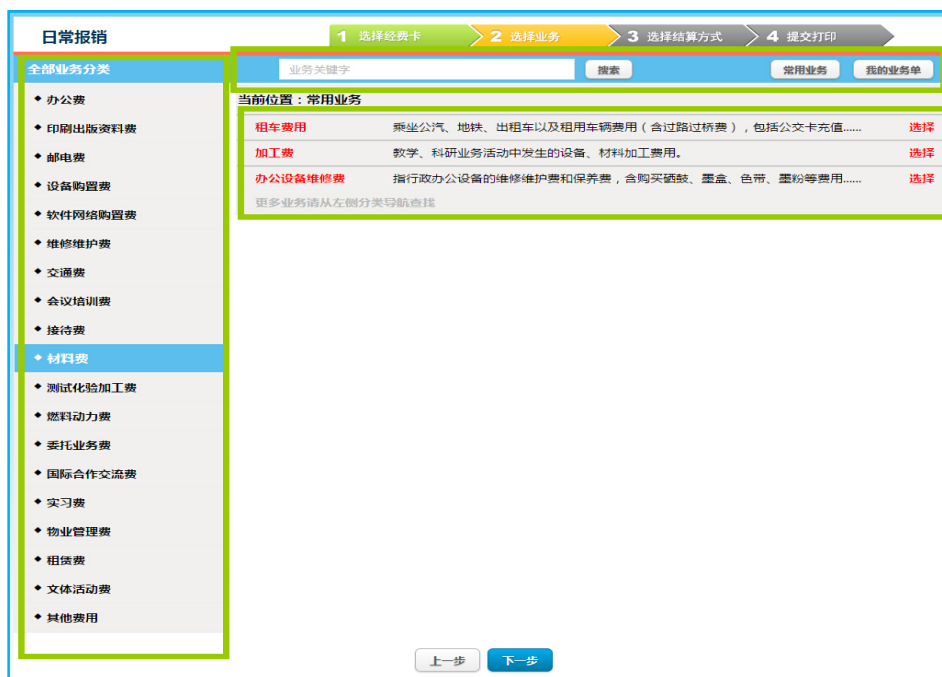 日常报销
1 选择经费卡 2 选择业务 3 选择结算方式 4 提交打印
全部业务分类
业务关键字 搜索 常用业务 我的业务单
办公费
印刷出版资料费
邮电费
设备购置费
软件网络购置费
维修维护费
交通费
会议培训费
接待费
材料费
测试化验加工费
燃料动力费
委托业务费
国际合作交流费
实习费
物业管理费
租赁费
文体活动费
其他费用
当前位置：常用业务
租车费用 乘坐公汽、地铁、出租车以及租用车辆费用（含过路过桥费），包括公交卡充值...... 选择
加工费 教学、科研业务活动中发生的设备、材料加工费用。 选择
办公设备维修费 指行政办公设备的维修维护费和保养费，含购买硒鼓、墨盒、色带、墨粉等费用...... 选择
更多业务请从左侧分类导航查找
上一步 下一步